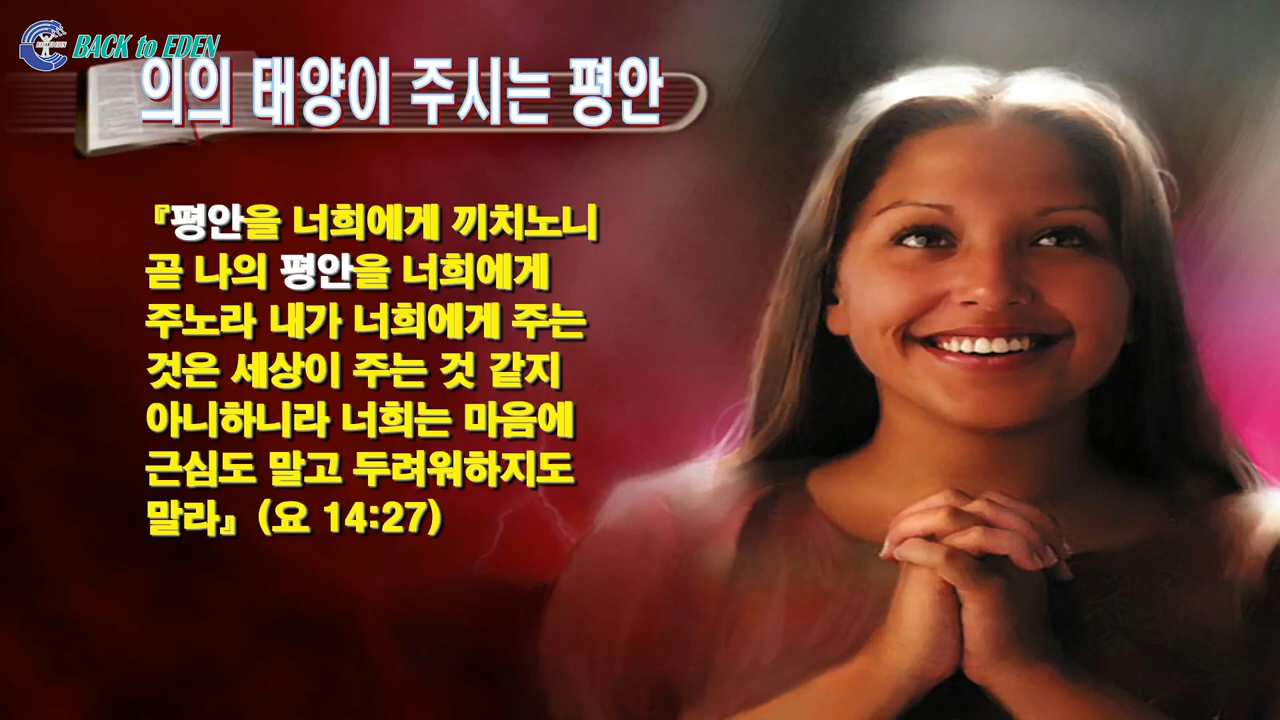 BACK to EDEN
의의 태양이 주시는 평안
『평안을 너희에게 끼치노니
곧 나의 평안을 너희에게
주노라 내가 너희에게 주는
것은 세상이 주는 것 같지
아니하니라 너희는 마음에
근심도 말고 두려워하지도
말라』 (요 14:27)